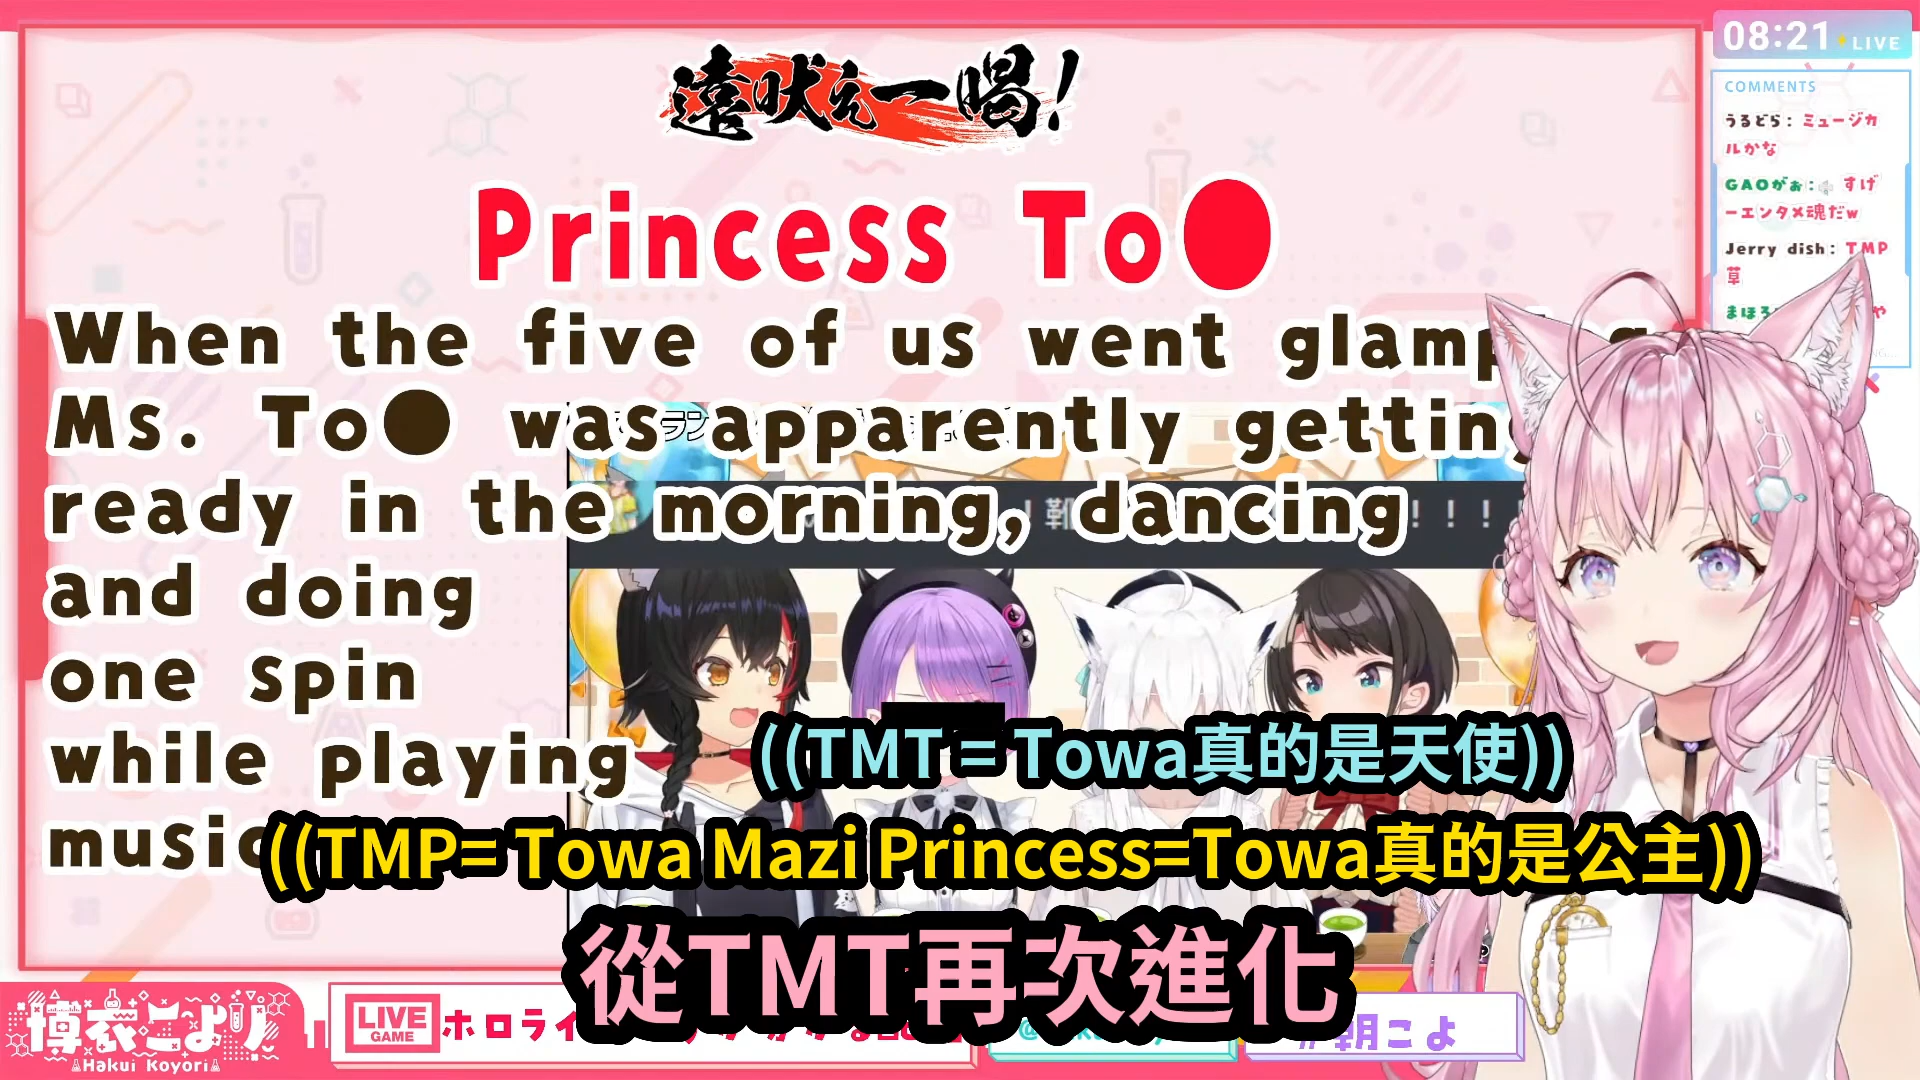 遠吠え一喝!
08:21 LIVE
COMMENTS
うるどら: ミュージカ
ルかな
GAOがぉ: すげ
ーエンタメ魂だw
Jerry dish: TMP
草
Princess To●
When the five of us went
Ms. To● was apparently getting
ready in the morning, dancing
and doing
one spin
while playing
music
((TMT = Towa真的是天使))
((TMP= Towa Mazi Princess=Towa真的是公主))
從TMT再次進化
博衣こより
Hakui Koyori
LIVE
GAME
ホロライ
#朝こよ